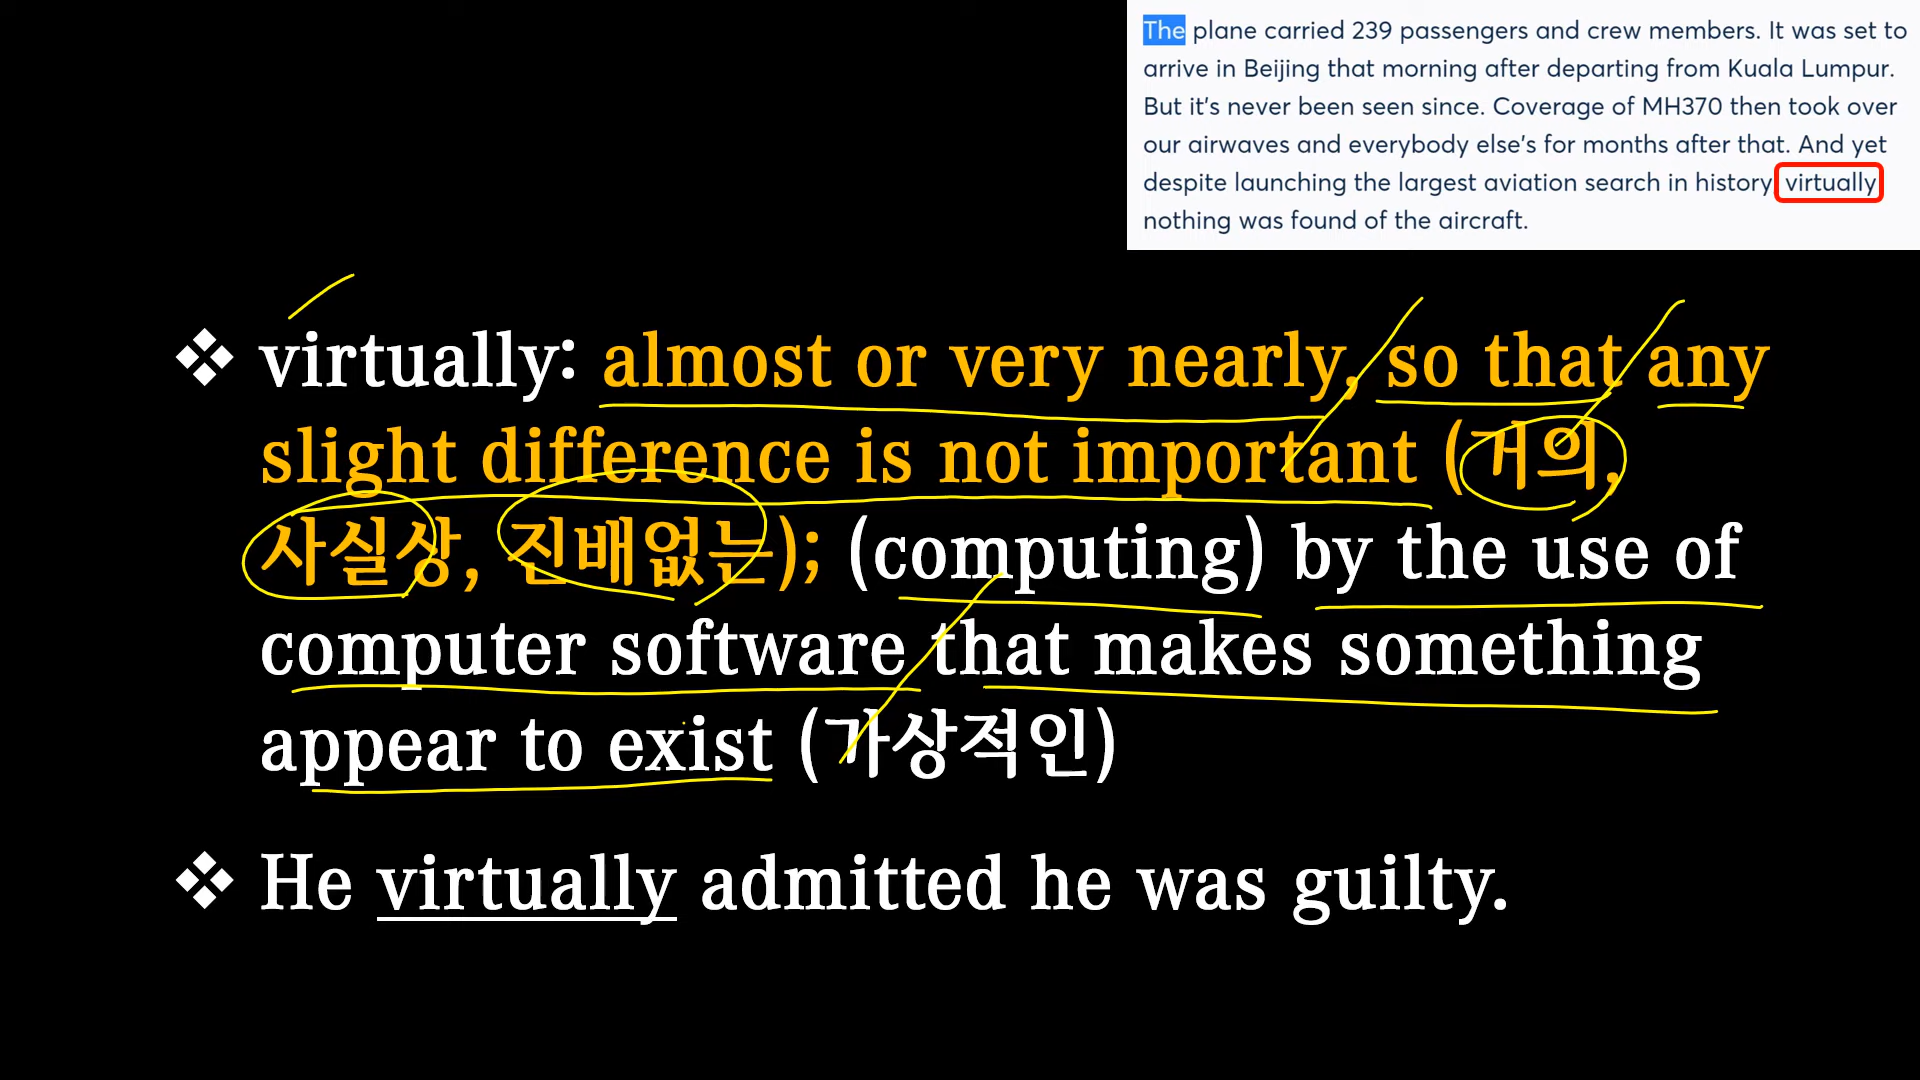 The plane carried 239 passengers and crew members. It was set to
arrive in Beijing that morning after departing from Kuala Lumpur.
But it's never been seen since. Coverage of MH370 then took over
our airwaves and everybody else's for months after that. And yet
despite launching the largest aviation search in history virtually
nothing was found of the aircraft.
❖ virtually: almost or very nearly, so that any
slight difference is not important (거의,
사실상, 진배없는); (computing) by the use of
computer software that makes something
appear to exist (가상적인)
❖ He virtually admitted he was guilty.